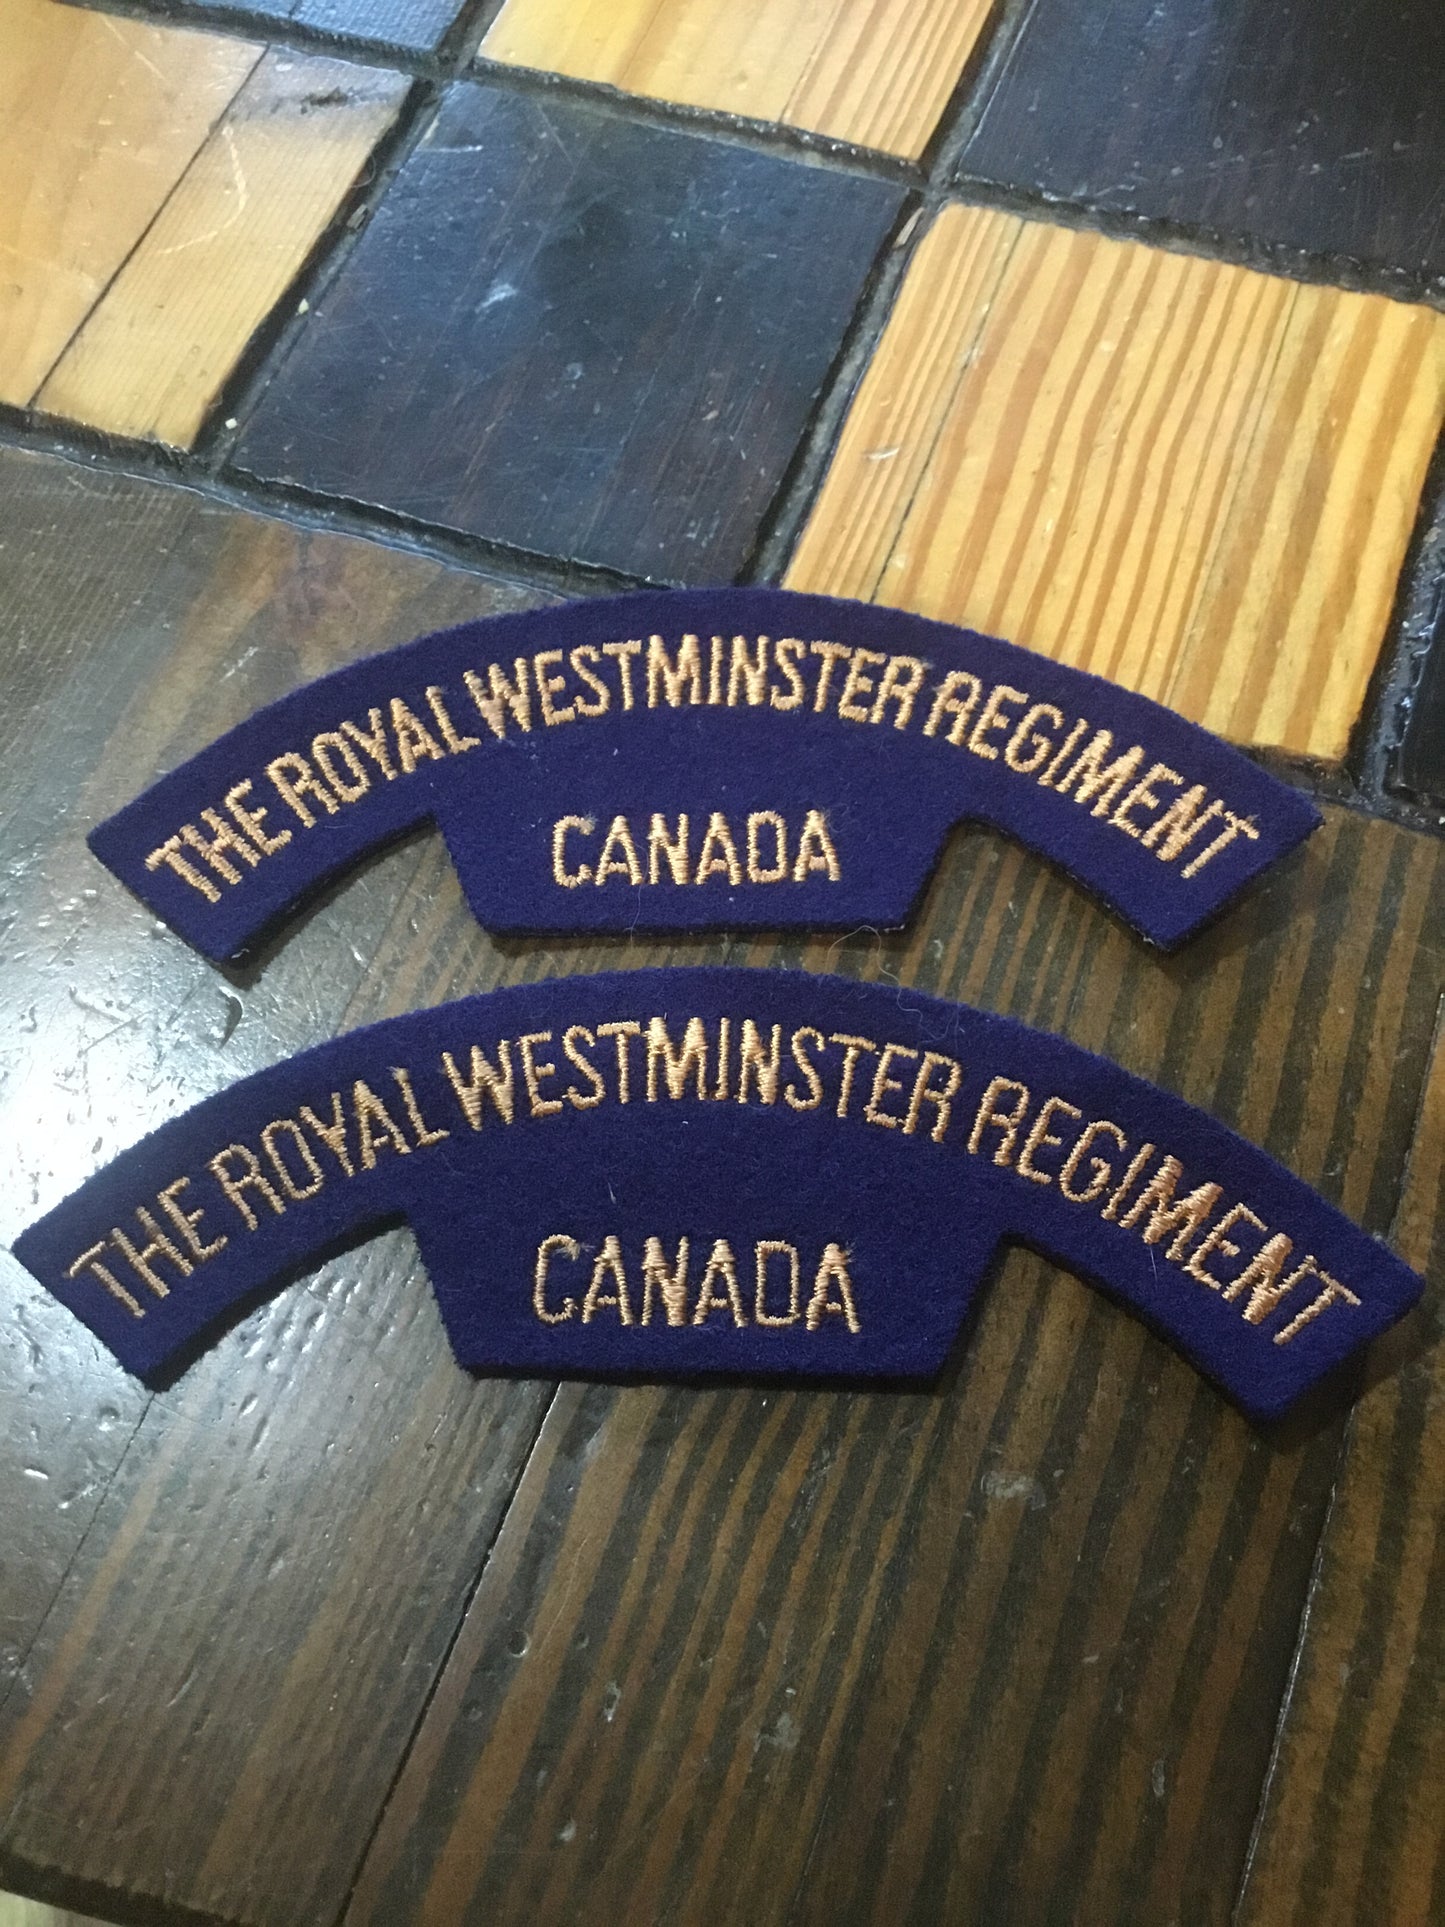 THE ROYAL WESTMINSTER REGIMENT
CANADA
THE ROYAL WESTMINSTER REGIMENT
CANADA